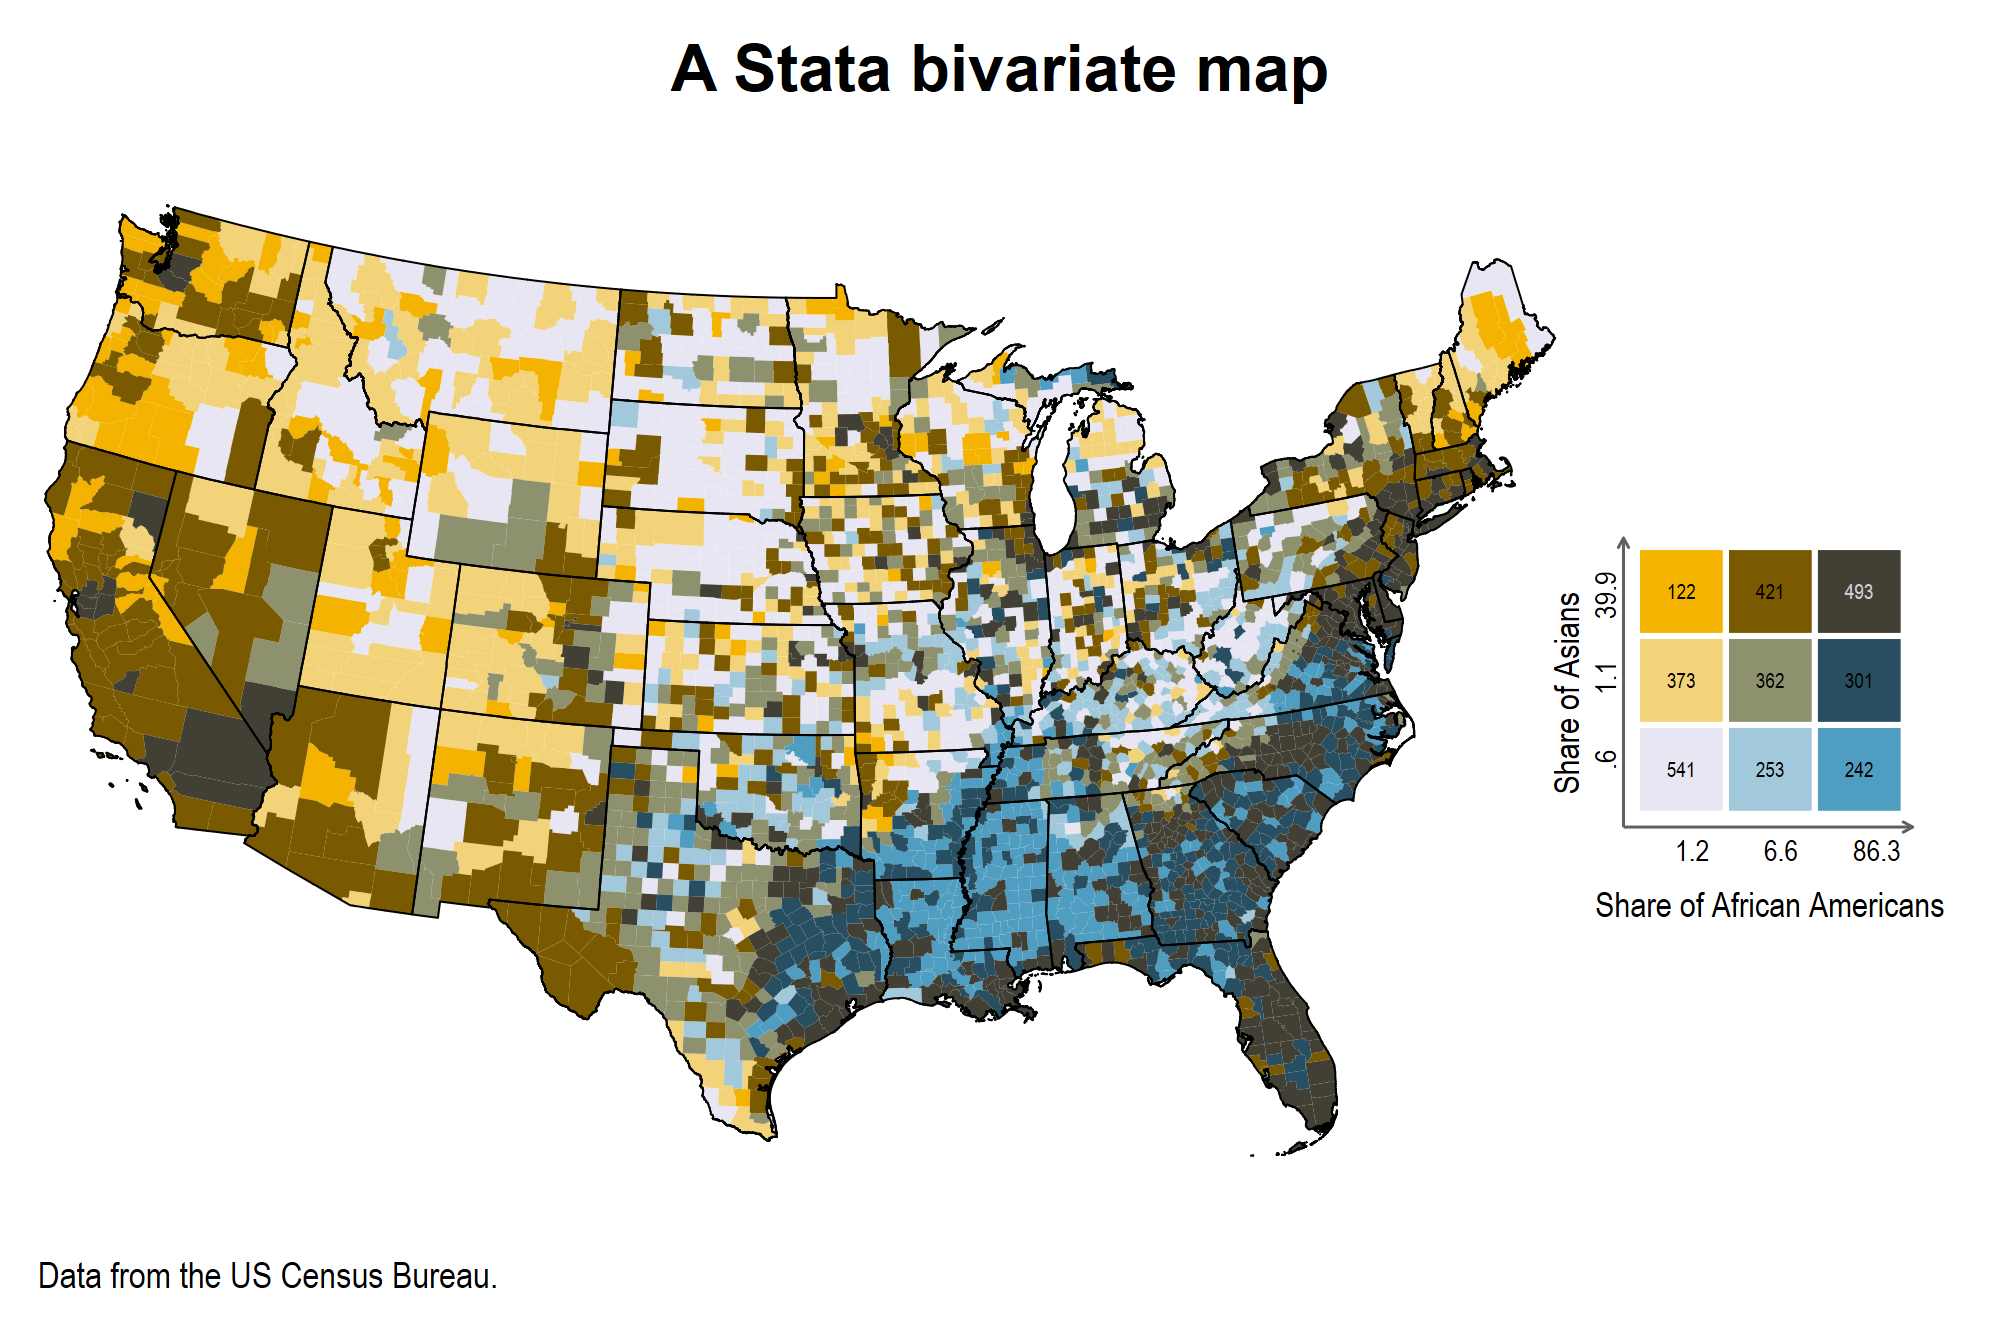 A Stata bivariate map
Share of Asians
39.9
1.1
.6
122 421 493
373 362 301
541 253 242
1.2 6.6 86.3
Share of African Americans
Data from the US Census Bureau.